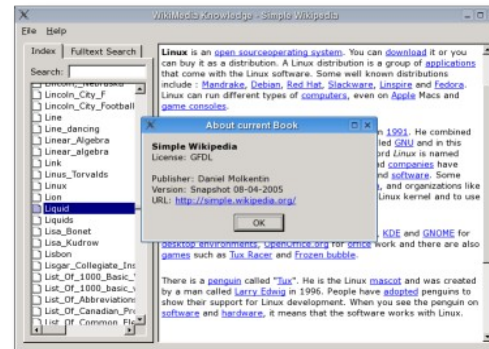 WikiMedia Knowledge - Simple Wikipedia
File Help
Index Fulltext Search
Search:
Lincoln,_Nebraska
Lincoln_City_F
Lincoln_City_Football
Line
Line_dancing
Linear_Algebra
Linear_algebra
Link
Linus_Torvalds
Linux
Lion
Liquid
Liquids
Lisa_Bonet
Lisa_Kudrow
Lisbon
Lisgar_Collegiate_Ins
List_Of_1000_Basic_
List_Of_1000_basic_
List_Of_Abbreviations
List_Of_Canadian_Pr
List_Of_Common_Ele
Linux is an open sourceoperating system. You can download it or you
can buy it as a distribution. A Linux distribution is a group of applications
that come with the Linux software. Some well known distributions
include : Mandrake, Debian, Red Hat, Slackware, Linspire and Fedora.
Linux can run different types of computers, even on Apple Macs and
game consoles.
n 1991. He combined
led GNU and in this
ord Linux is named
d companies have
nd software. Some
, and organizations like
Linux kernel and to use
, KDE and GNOME for
desktop environments, OpenOffice.org for office work and there are also
games such as Tux Racer and Frozen bubble.
There is a penguin called "Tux". He is the Linux mascot and was created
by a man called Larry Edwig in 1996. People have adopted penguins to
show their support for Linux development. When you see the penguin on
software and hardware, it means that the software works with Linux.
About current Book
Simple Wikipedia
License: GFDL
Publisher: Daniel Molkentin
Version: Snapshot 08-04-2005
URL: http://simple.wikipedia.org/
OK